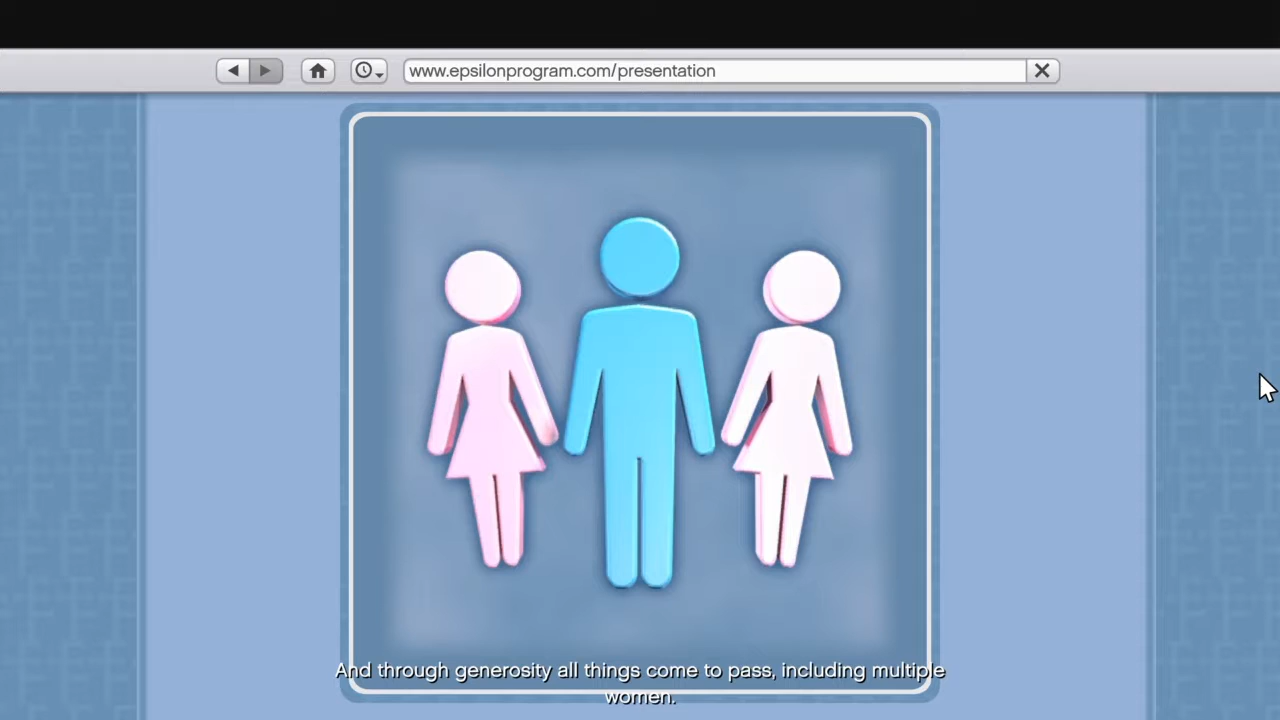 www.epsilonprogram.com/presentation
And through generosity all things come to pass, including multiple
women.